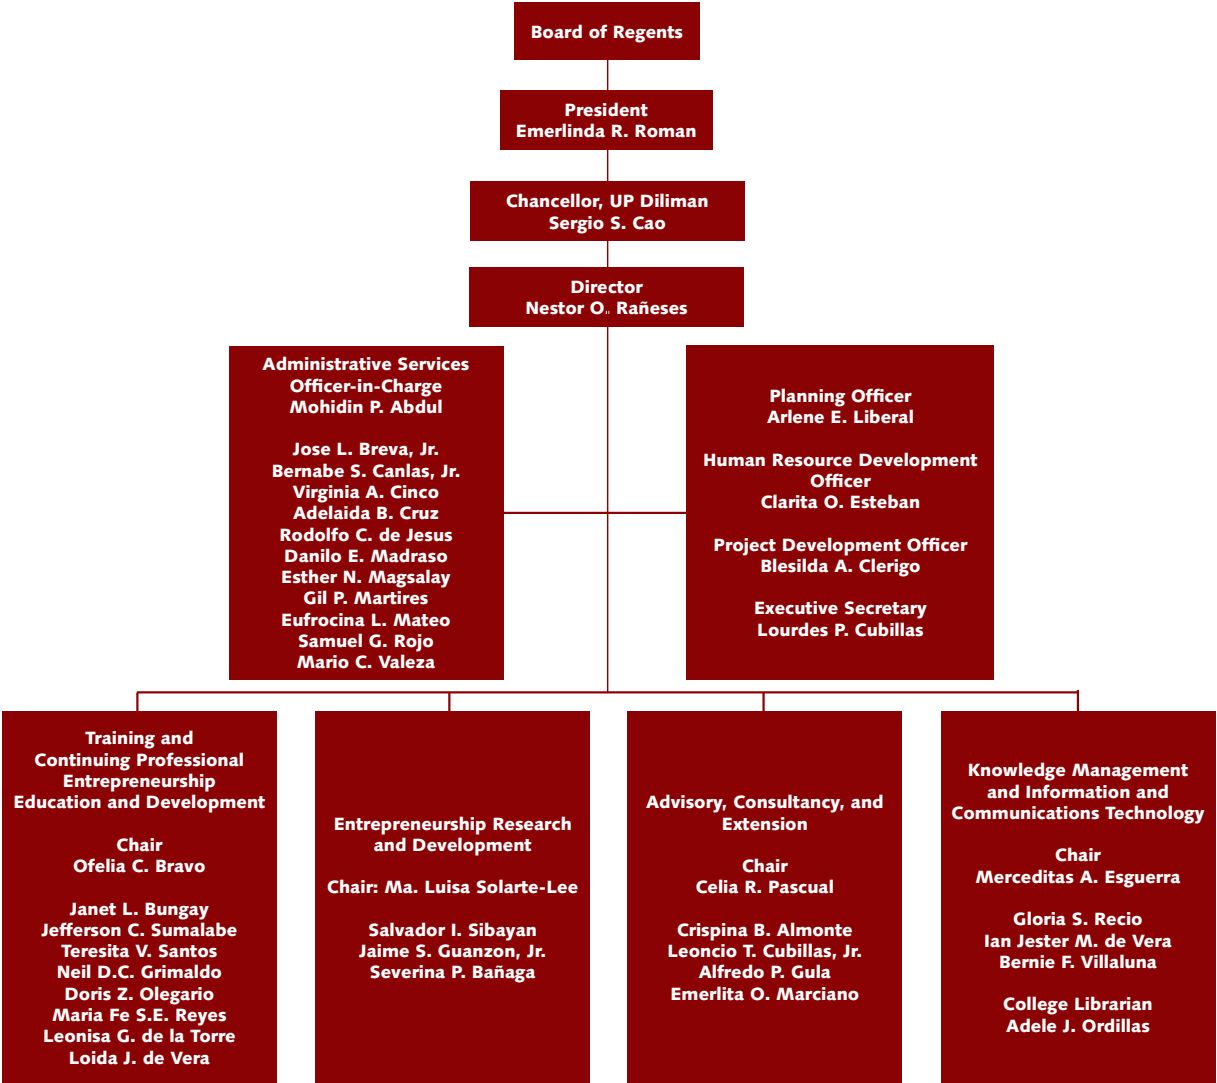 Board of Regents
President
Emerlinda R. Roman
Chancellor, UP Diliman
Sergio S. Cao
Director
Nestor O. Rañeses
Administrative Services
Officer-in-Charge
Mohidin P. Abdul
Jose L. Breva, Jr.
Bernabe S. Canlas, Jr.
Virginia A. Cinco
Adelaida B. Cruz
Rodolfo C. de Jesus
Danilo E. Madraso
Esther N. Magsalay
Gil P. Martires
Eufrocina L. Mateo
Samuel G. Rojo
Mario C. Valeza
Planning Officer
Arlene E. Liberal
Human Resource Development
Officer
Clarita O. Esteban
Project Development Officer
Blesilda A. Clerigo
Executive Secretary
Lourdes P. Cubillas
Training and
Continuing Professional
Entrepreneurship
Education and Development
Chair
Ofelia C. Bravo
Janet L. Bungay
Jefferson C. Sumalabe
Teresita V. Santos
Neil D.C. Grimaldo
Doris Z. Olegario
Maria Fe S.E. Reyes
Leonisa G. de la Torre
Loida J. de Vera
Entrepreneurship Research
and Development
Chair: Ma. Luisa Solarte-Lee
Salvador I. Sibayan
Jaime S. Guanzon, Jr.
Severina P. Bañaga
Advisory, Consultancy, and
Extension
Chair
Celia R. Pascual
Crispina B. Almonte
Leoncio T. Cubillas, Jr.
Alfredo P. Gula
Emerlita O. Marciano
Knowledge Management
and Information and
Communications Technology
Chair
Merceditas A. Esguerra
Gloria S. Recio
Ian Jester M. de Vera
Bernie F. Villaluna
College Librarian
Adele J. Ordillas